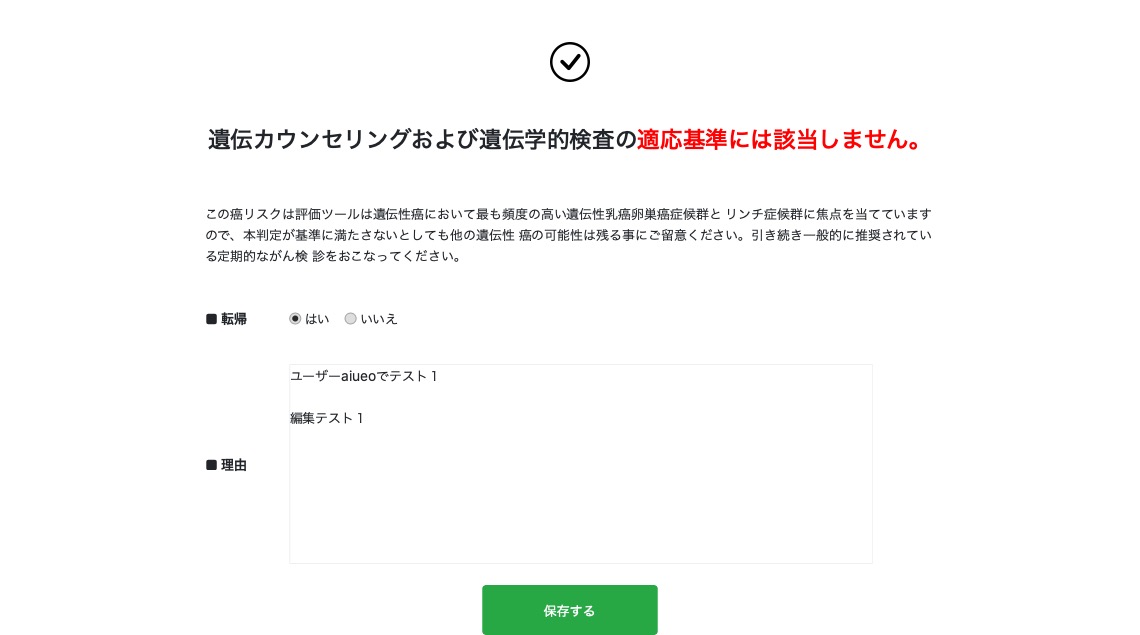 遺伝カウンセリングおよび遺伝学的検査の適応基準には該当しません。
この癌リスクは評価ツールは遺伝性癌において最も頻度の高い遺伝性乳癌卵巣癌症候群と リンチ症候群に焦点を当てています
ので、本判定が基準に満たさないとしても他の遺伝性 癌の可能性は残る事にご留意ください。引き続き一般的に推奨されてい
る定期的ながん検 診をおこなってください。
■ 転帰 はい いいえ
ユーザーaiueoでテスト１
編集テスト１
■ 理由
保存する